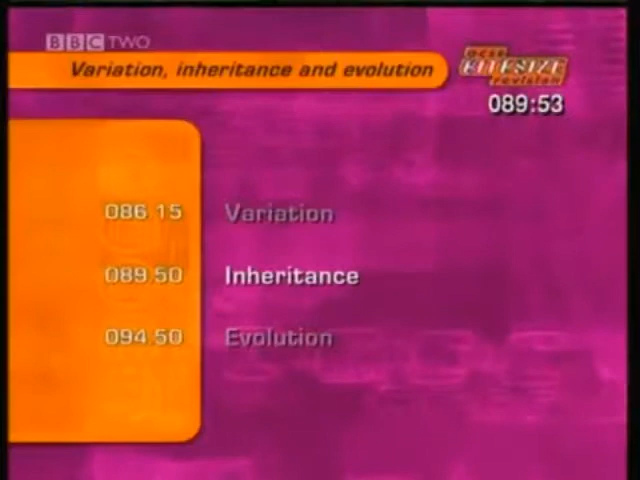 BBC TWO
Variation, inheritance and evolution
GCSE
BITESIZE
revision
089:53
086.15 Variation
089.50 Inheritance
094.50 Evolution